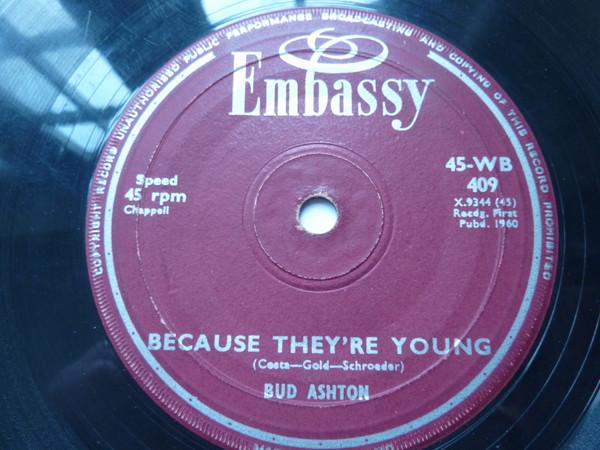 COPYRIGHT RECORD UNAUTHORISED PUBLIC PERFORMANCE BROADCASTING AND COPYING OF THIS RECORD PROHIBITED
Embassy
Speed
45 rpm
Chappell
45-WB
409
X.9344 (45)
Recdg. First
Pubd. 1960
BECAUSE THEY'RE YOUNG
(Costa—Gold—Schroeder)
BUD ASHTON